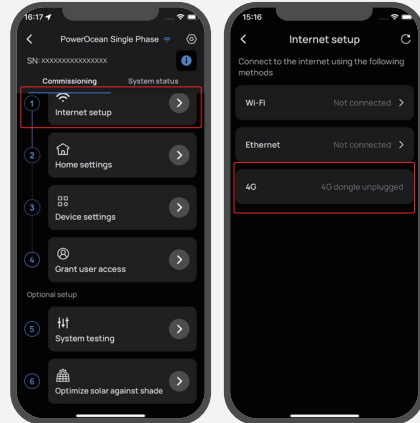 16:17
PowerOcean Single Phase
SN:XXXXXXXXXXXXXXXX
Commissioning
System status
1
Internet setup
2
Home settings
3
Device settings
4
Grant user access
Optional setup
5
System testing
6
Optimize solar against shade
15:16
Internet setup
Connect to the internet using the following
methods
Wi-Fi
Not connected
Ethernet
Not connected
4G
4G dongle unplugged